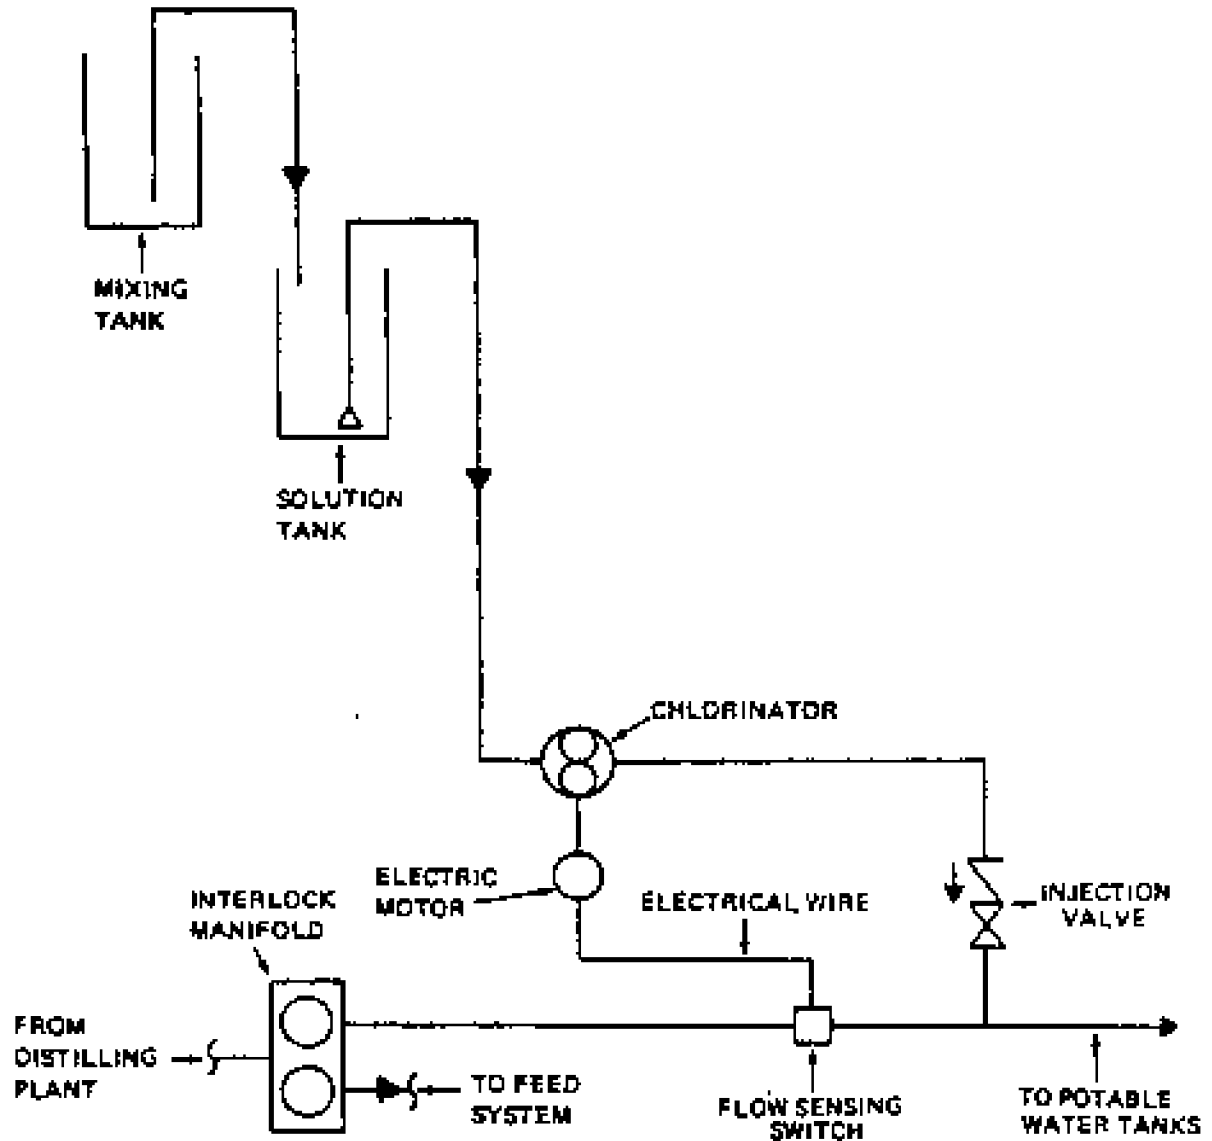 MIXING
TANK
SOLUTION
TANK
CHLORINATOR
ELECTRIC
MOTOR
ELECTRICAL WIRE
INJECTION
VALVE
INTERLOCK
MANIFOLD
FROM
DISTILLING
PLANT
TO FEED
SYSTEM
FLOW SENSING
SWITCH
TO POTABLE
WATER TANKS